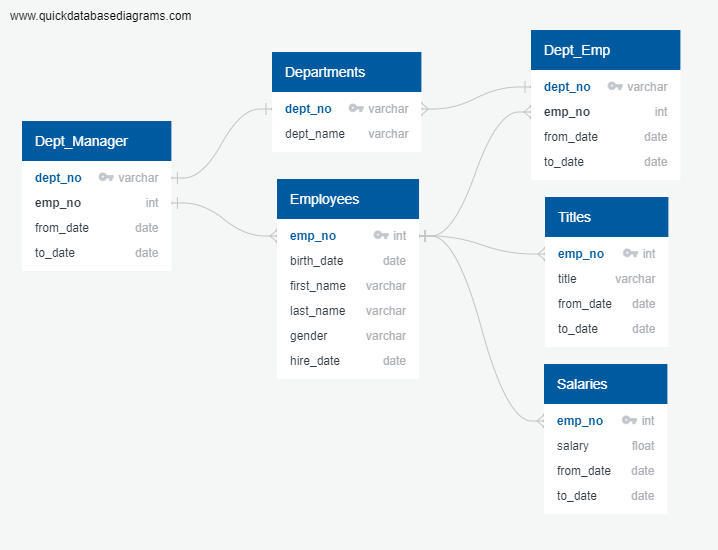 www.quickdatabasediagrams.com
Dept_Manager
dept_no varchar
emp_no int
from_date date
to_date date
Departments
dept_no varchar
dept_name varchar
Employees
emp_no int
birth_date date
first_name varchar
last_name varchar
gender varchar
hire_date date
Dept_Emp
dept_no varchar
emp_no int
from_date date
to_date date
Titles
emp_no int
title varchar
from_date date
to_date date
Salaries
emp_no int
salary float
from_date date
to_date date